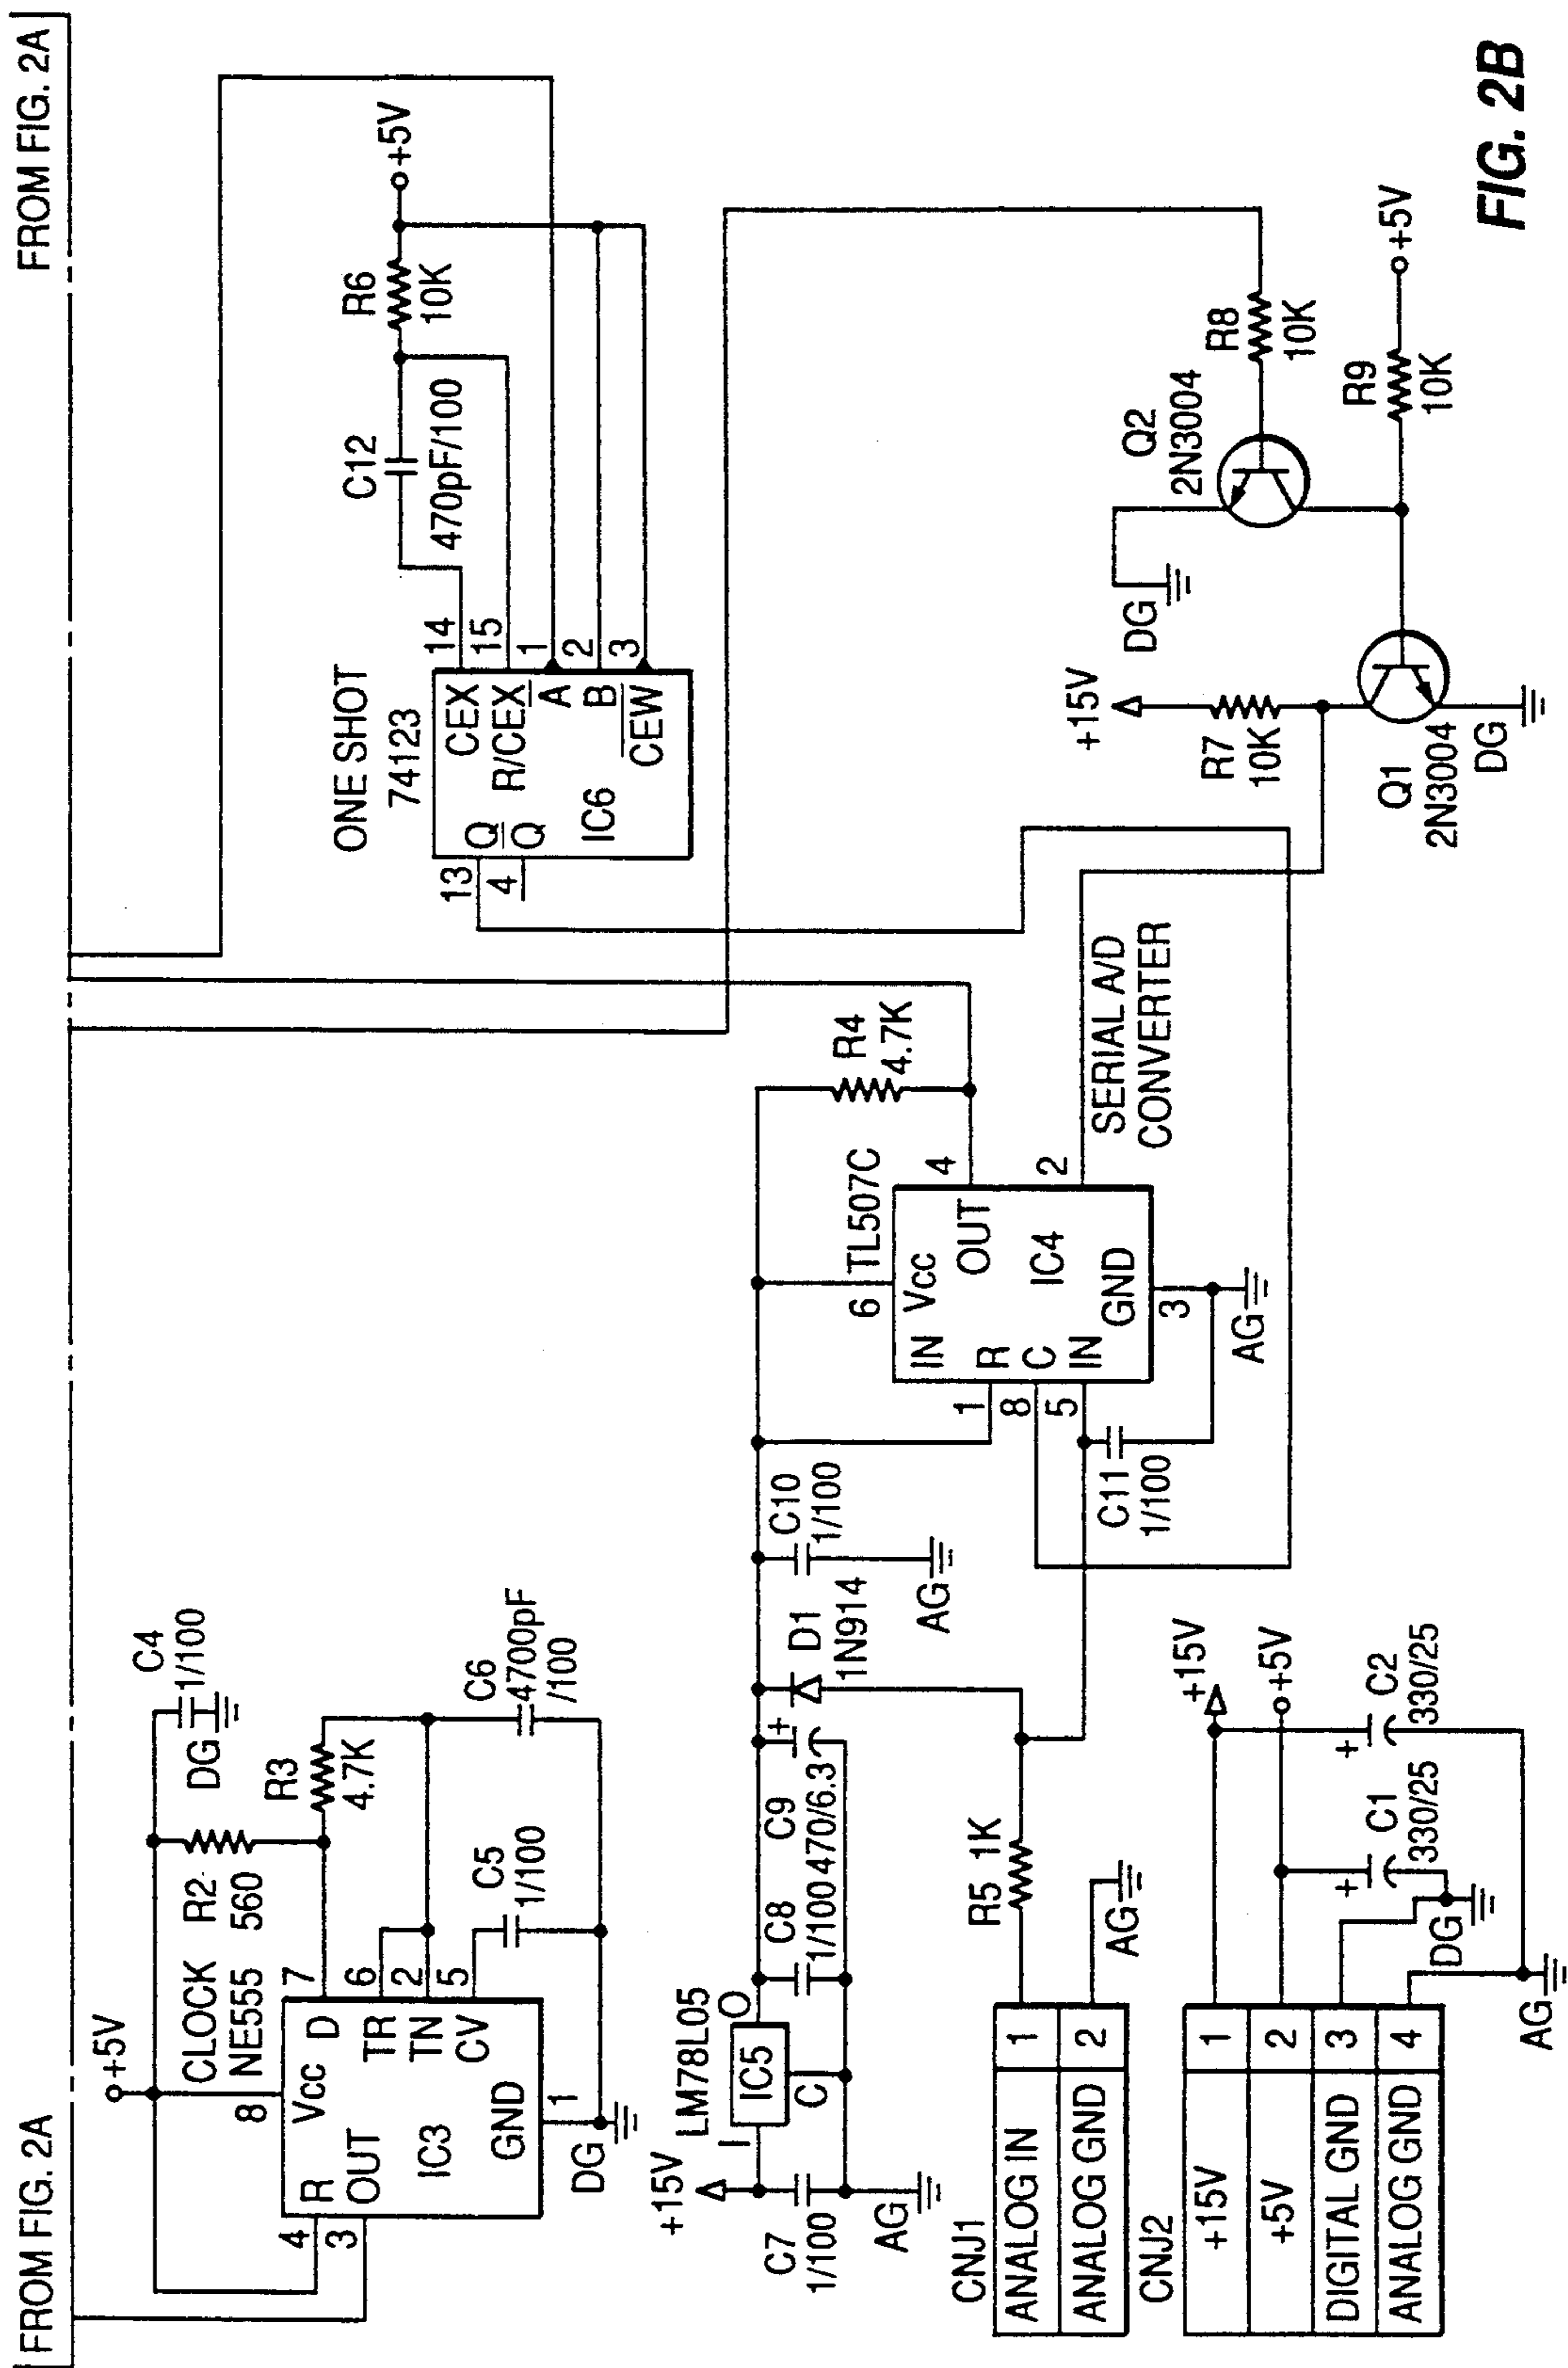 FROM FIG. 2A
FROM FIG. 2A
+5V
CLOCK
NE555
R2
560
C4
1/100
DG
R3
4.7K
C6
4700pF
/100
C5
1/100
8
7
6
2
5
4
3
1
Vcc
R
D
OUT
TR
TN
IC3
CV
GND
DG
ONE SHOT
74123
C12
470pF/100
R6
10K
+5V
13
4
14
15
1
2
3
Q
CEX
Q
R/CEX
A
IC6
B
CEW
+15V
LM78L05
I
IC5
O
C
C7
1/100
AG
C8
1/100
C9
470/6.3
+
D1
1N914
C10
1/100
AG
6
TL507C
R4
4.7K
IN
Vcc
R
OUT
C
IC4
IN
GND
1
8
5
4
2
3
C11
1/100
AG
SERIAL A/D
CONVERTER
CNJ1
ANALOG IN 1
ANALOG GND 2
R5 1K
AG
CNJ2
+15V 1
+5V 2
DIGITAL GND 3
ANALOG GND 4
+15V
+5V
+
C1
330/25
+
C2
330/25
DG
AG
+15V
R7
10K
DG
Q2
2N3004
R8
10K
R9
10K
+5V
Q1
2N3004
DG
FIG. 2B